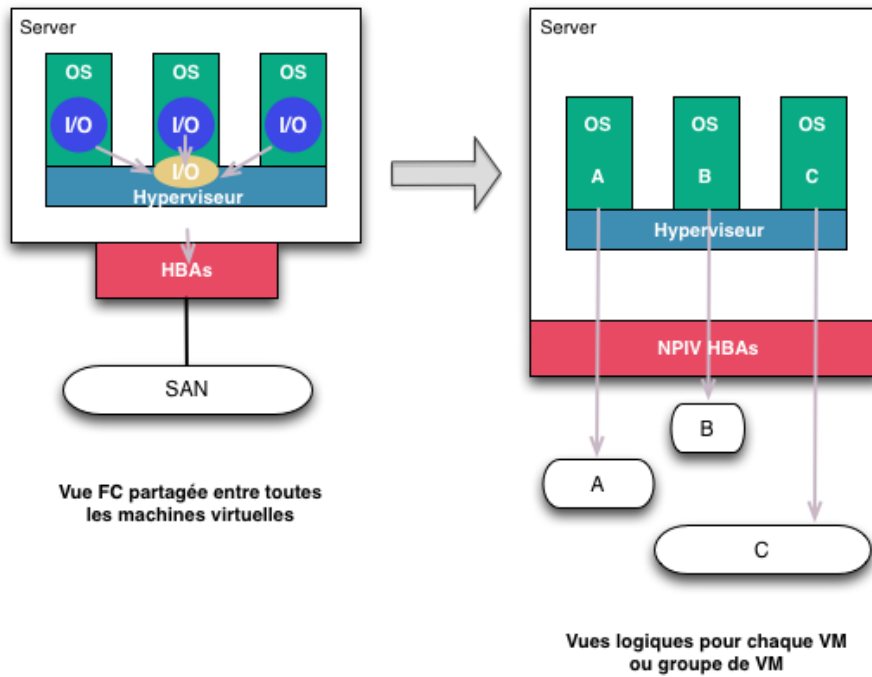 Server
OS
OS
OS
I/O
I/O
I/O
I/O
Hyperviseur
HBAs
SAN
Vue FC partagée entre toutes
les machines virtuelles
Server
OS
OS
OS
A
B
C
Hyperviseur
NPIV HBAs
B
A
C
Vues logiques pour chaque VM
ou groupe de VM